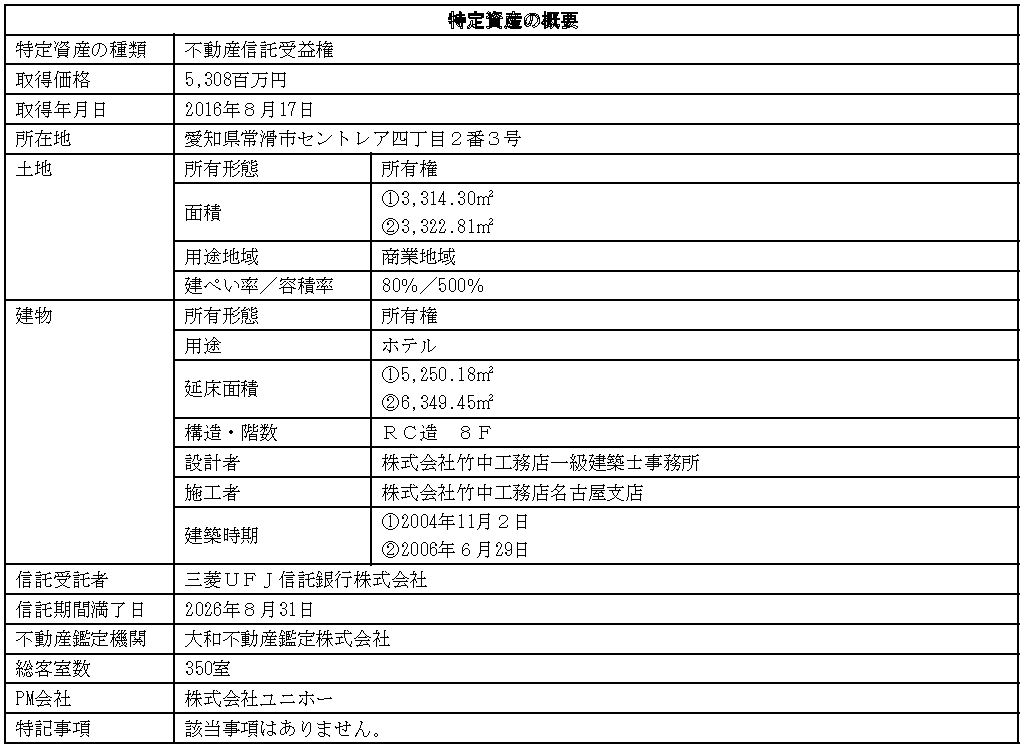 特定資産の概要
特定資産の種類 不動産信託受益権
取得価格 5,308百万円
取得年月日 2016年８月17日
所在地 愛知県常滑市セントレア四丁目２番３号
土地 所有形態 所有権
面積 ①3,314.30㎡
②3,322.81㎡
用途地域 商業地域
建ぺい率／容積率 80％／500％
建物 所有形態 所有権
用途 ホテル
延床面積 ①5,250.18㎡
②6,349.45㎡
構造・階数 ＲＣ造　８Ｆ
設計者 株式会社竹中工務店一級建築士事務所
施工者 株式会社竹中工務店名古屋支店
建築時期 ①2004年11月２日
②2006年６月29日
信託受託者 三菱ＵＦＪ信託銀行株式会社
信託期間満了日 2026年８月31日
不動産鑑定機関 大和不動産鑑定株式会社
総客室数 350室
PM会社 株式会社ユニホー
特記事項 該当事項はありません。